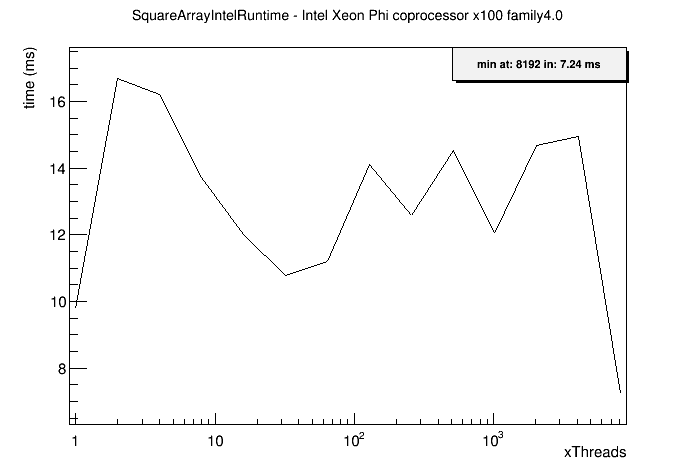 SquareArrayIntelRuntime - Intel Xeon Phi coprocessor x100 family4.0
time (ms)
min at: 8192 in: 7.24 ms
16
14
12
10
8
1 10 10² 10³
xThreads